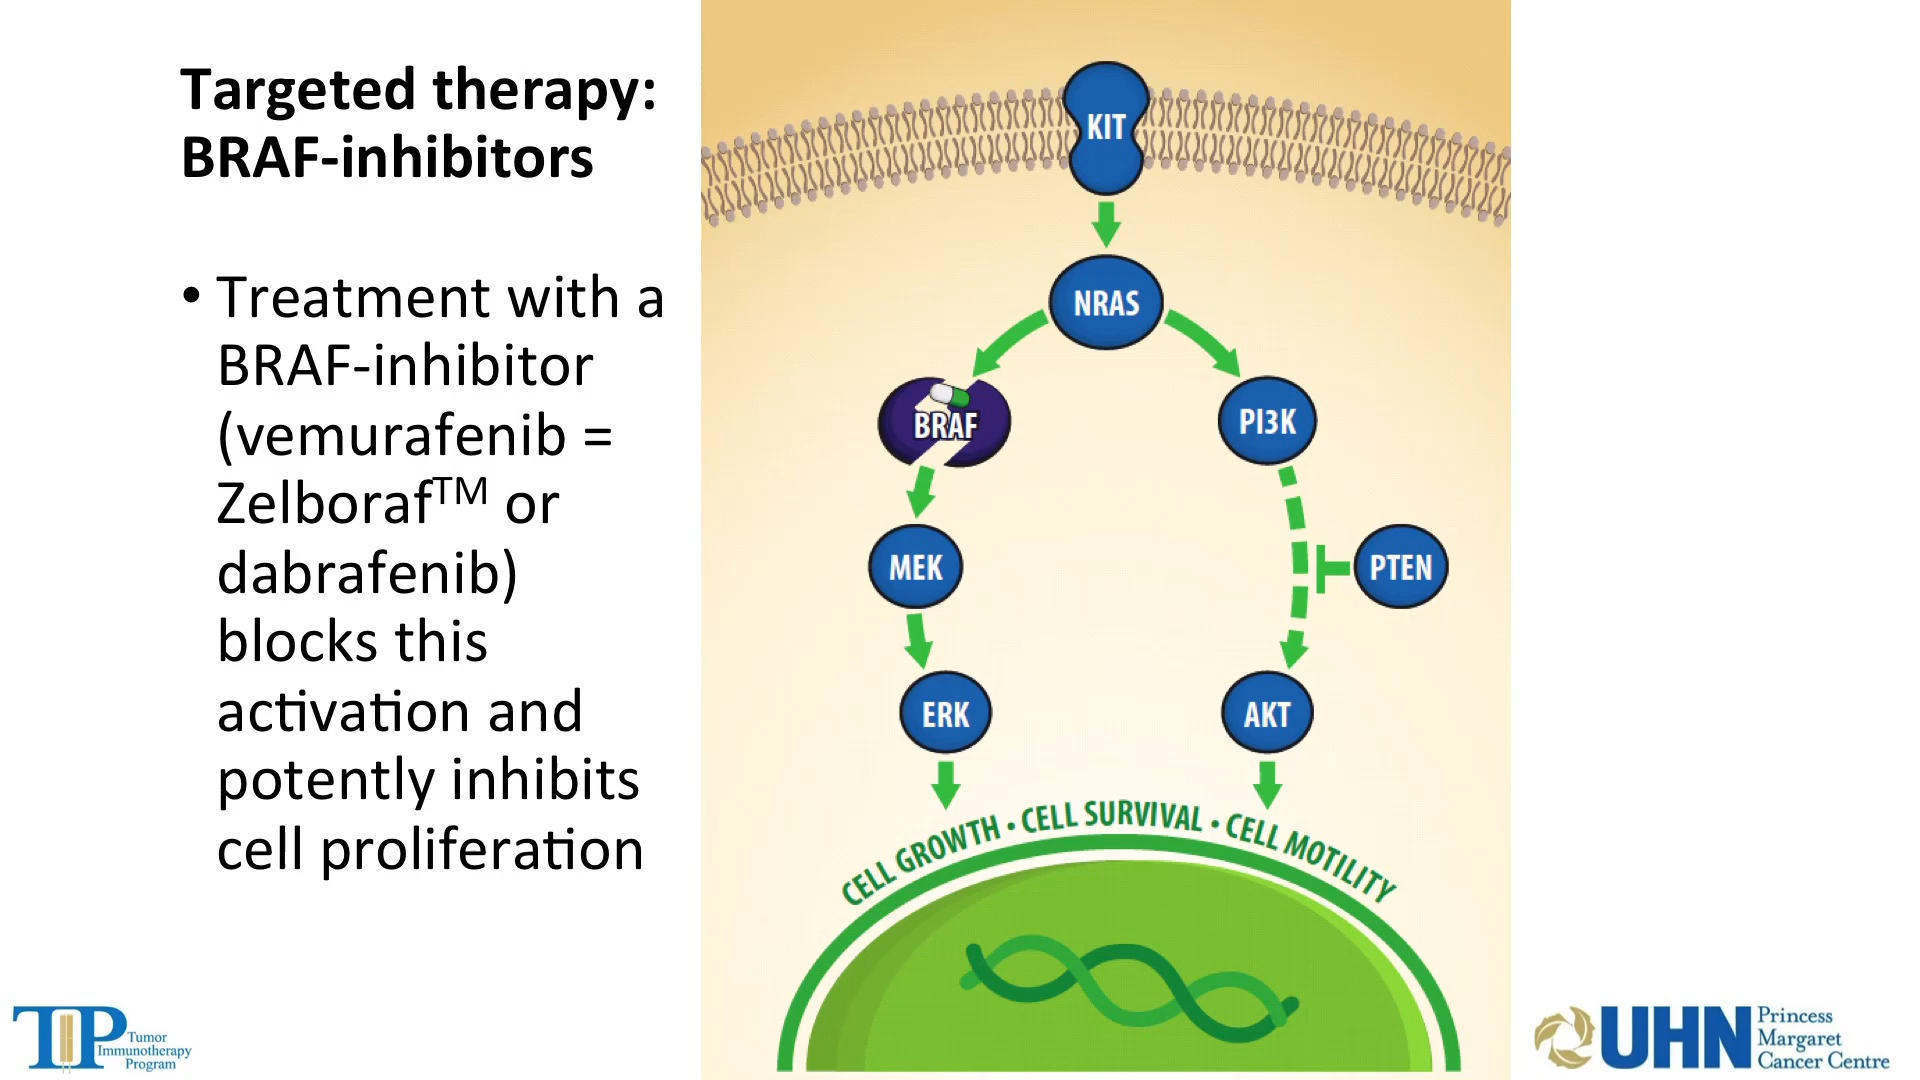 Targeted therapy:
BRAF-inhibitors
• Treatment with a
BRAF-inhibitor
(vemurafenib =
Zelboraf™ or
dabrafenib)
blocks this
activation and
potently inhibits
cell proliferation
KIT
NRAS
BRAF
PI3K
MEK
PTEN
ERK
AKT
CELL GROWTH • CELL SURVIVAL • CELL MOTILITY
TIP Tumor
Immunotherapy
Program
UHN Princess
Margaret
Cancer Centre